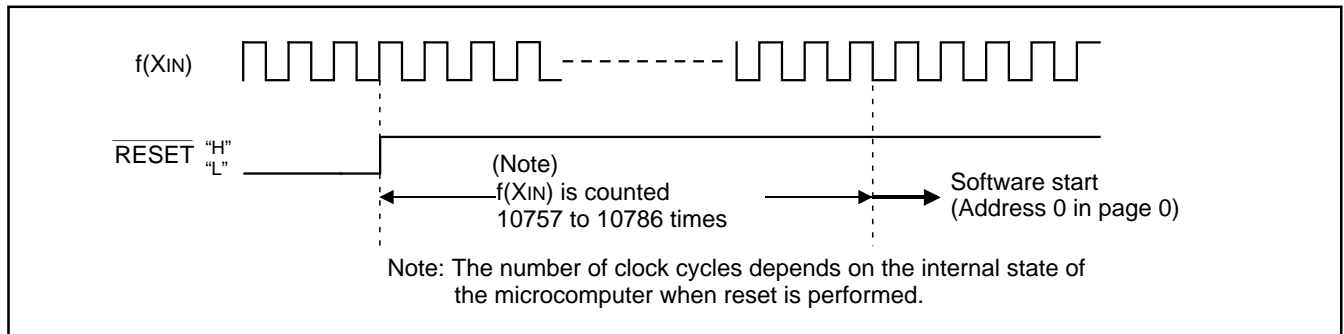 f(XIN)
RESET "H"
"L"
(Note)
f(XIN) is counted
10757 to 10786 times
Software start
(Address 0 in page 0)
Note: The number of clock cycles depends on the internal state of
the microcomputer when reset is performed.